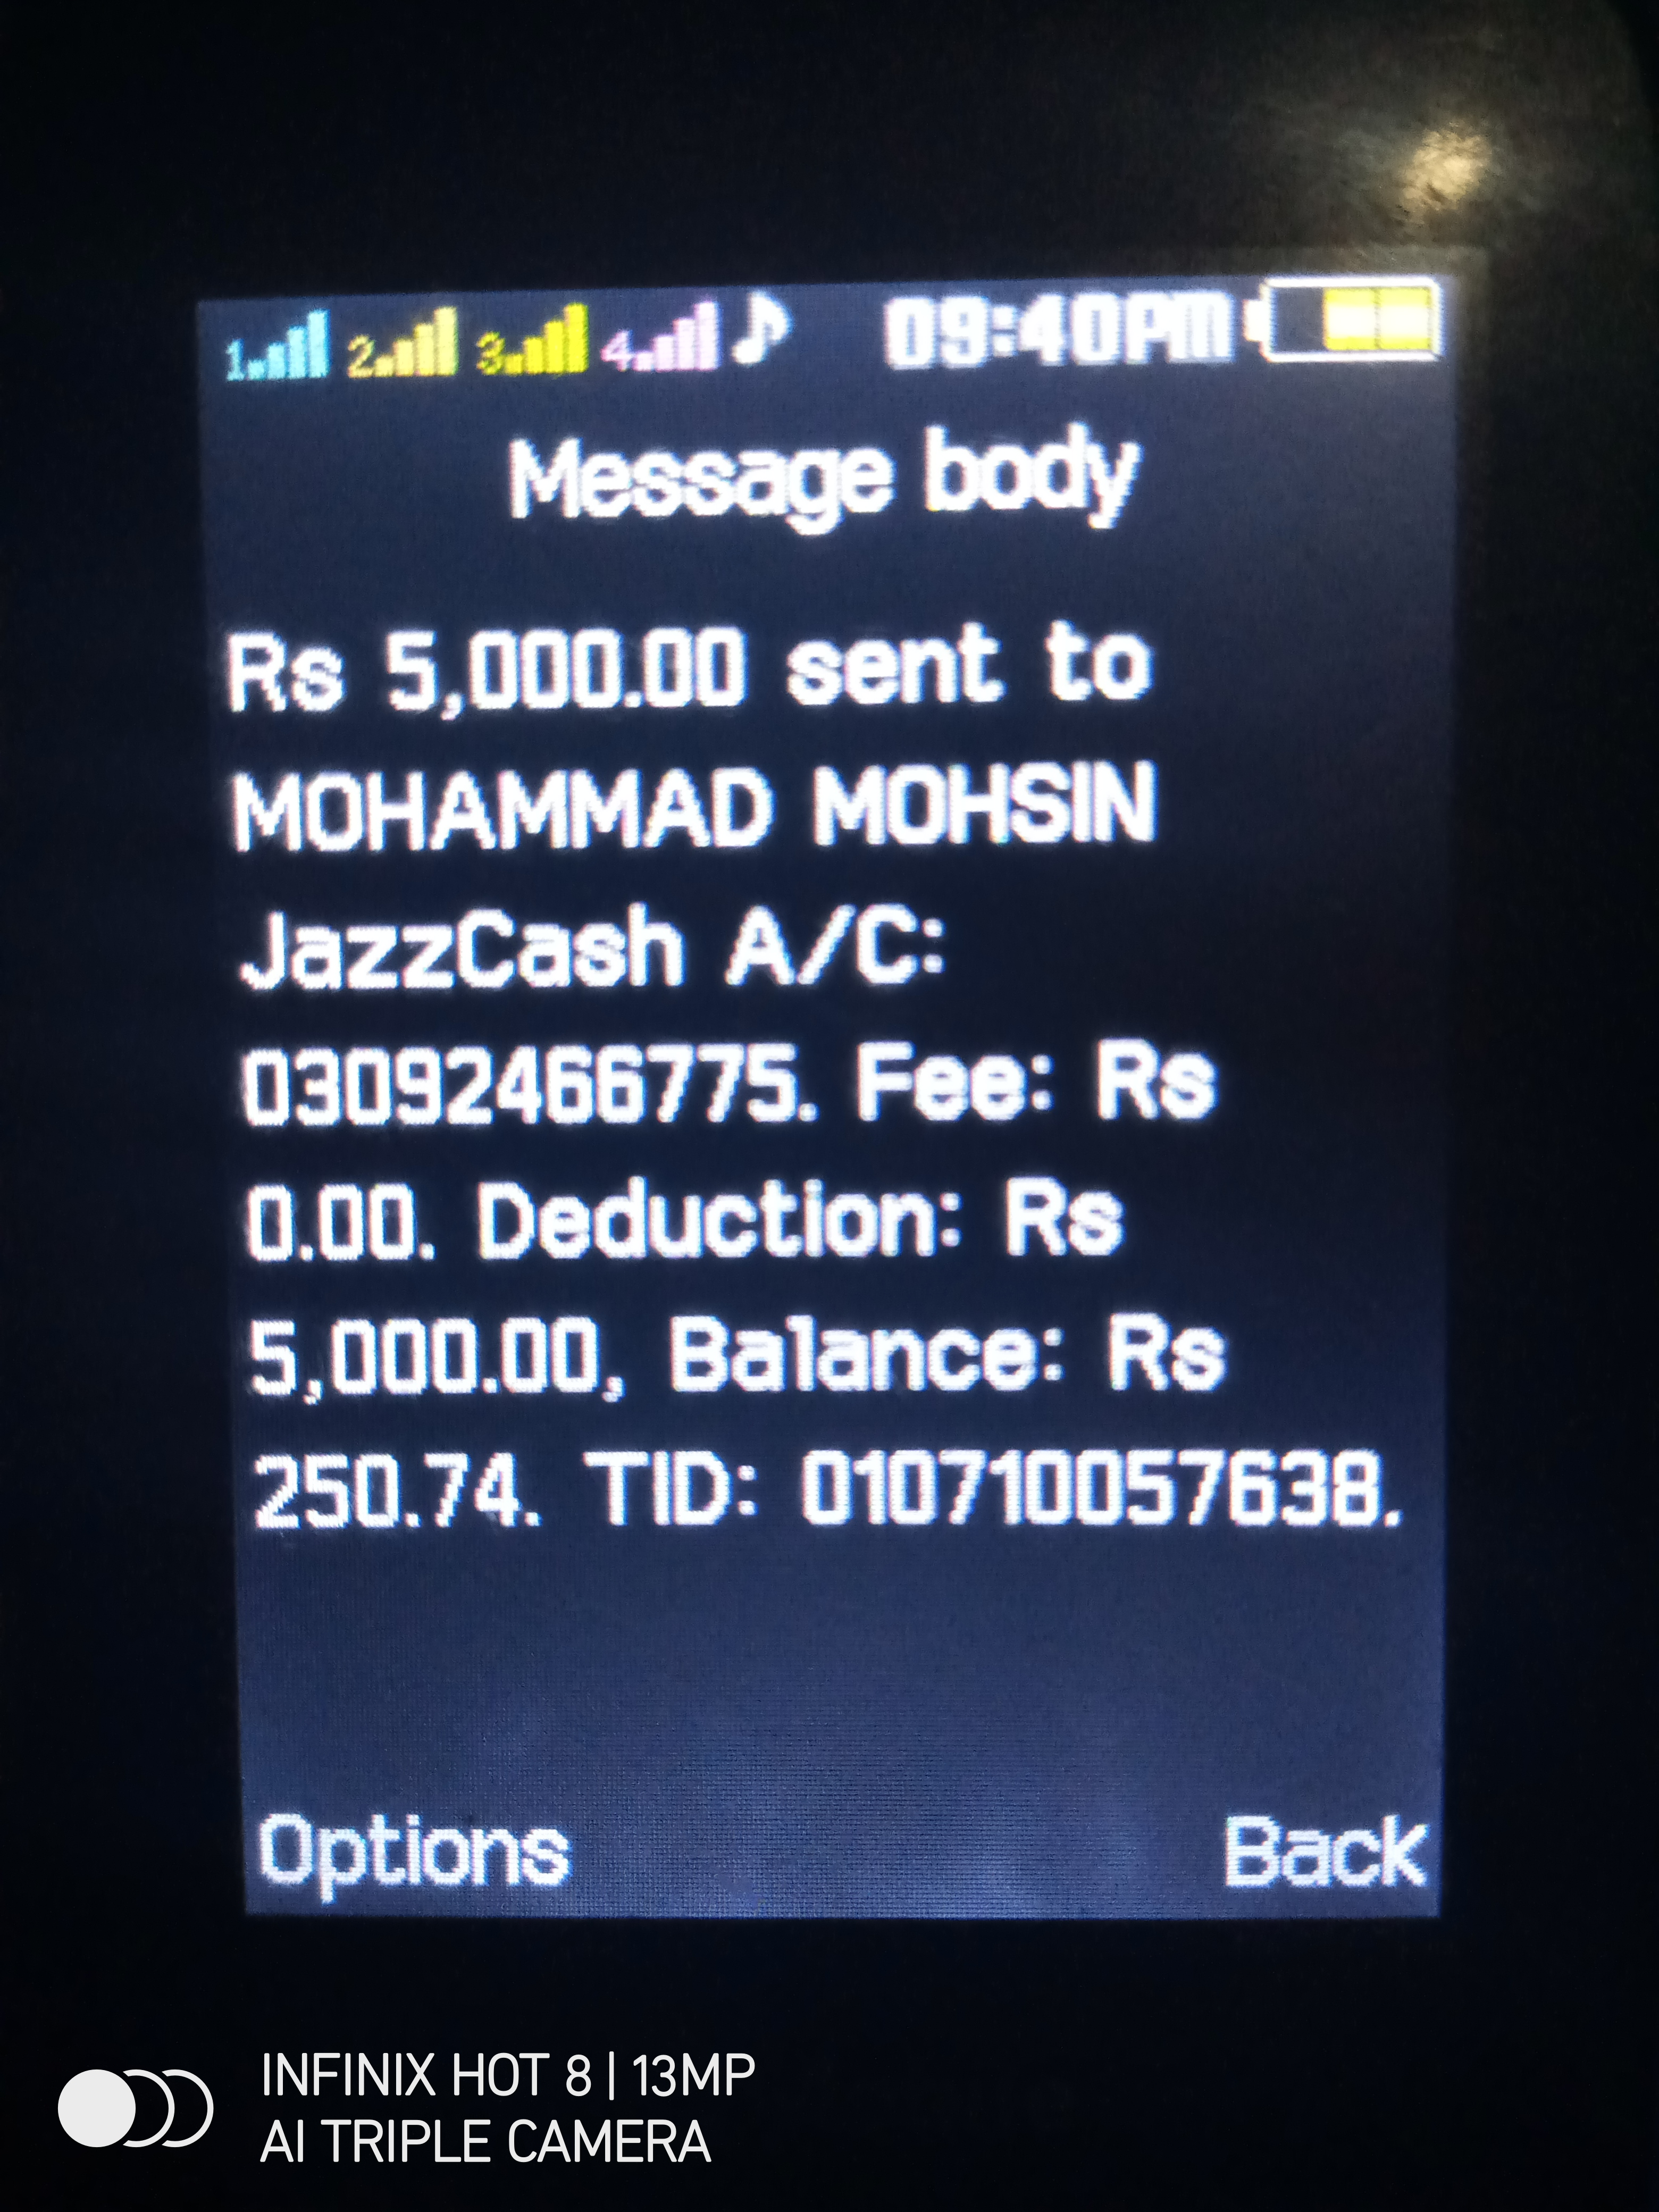 1 2 3 4 09:40PM
Message body
Rs 5,000.00 sent to
MOHAMMAD MOHSIN
JazzCash A/C:
03092466775. Fee: Rs
0.00. Deduction: Rs
5,000.00, Balance: Rs
250.74. TID: 010710057638.
Options Back
INFINIX HOT 8 | 13MP
AI TRIPLE CAMERA